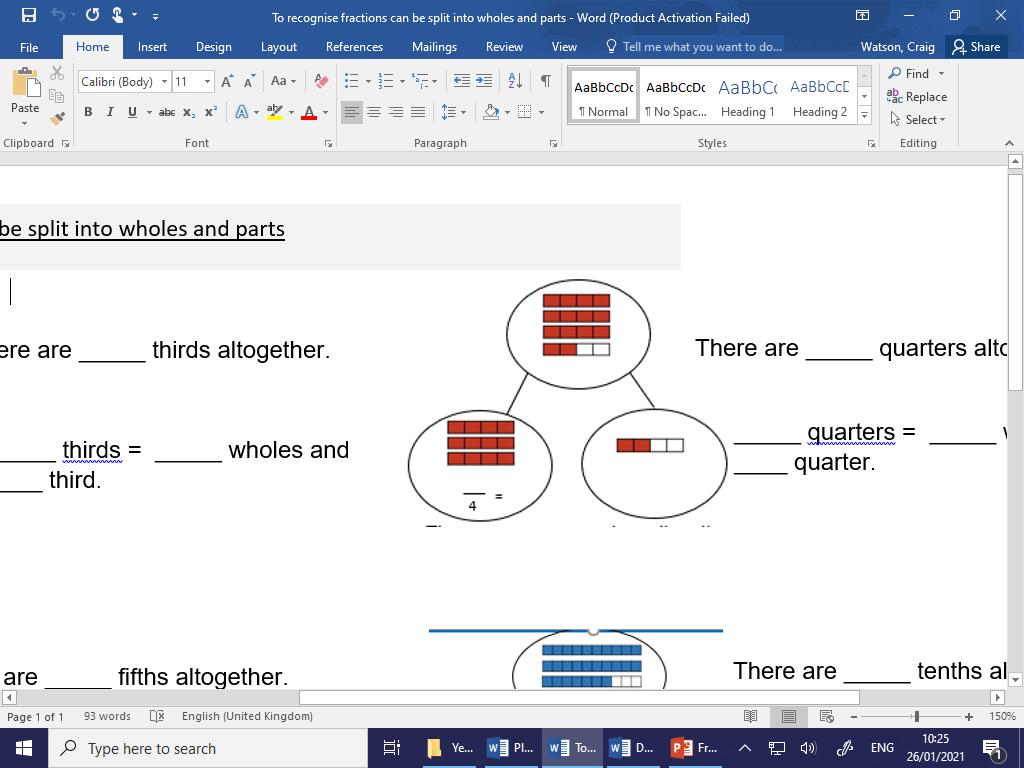 To recognise fractions can be split into wholes and parts - Word (Product Activation Failed)
File Home Insert Design Layout References Mailings Review View Tell me what you want to do... Watson, Craig Share
Paste
Clipboard
Calibri (Body) 11
Aa
B I U abc x₂ x²
A A
Font
Paragraph
AaBbCcDc AaBbCcDc AaBbCc AaBbCcD
¶ Normal ¶ No Spac... Heading 1 Heading 2
Styles
Find
Replace
Select
Editing
be split into wholes and parts
ere are _____ thirds altogether.
thirds = _____ wholes and
third.
4 =
There are _____ quarters alto
_____ quarters = _____
____ quarter.
are _____ fifths altogether.
There are _____ tenths al
Page 1 of 1 93 words English (United Kingdom) 150%
Type here to search
Ye... Pl... To... D... Fr...
ENG
10:25
26/01/2021
1